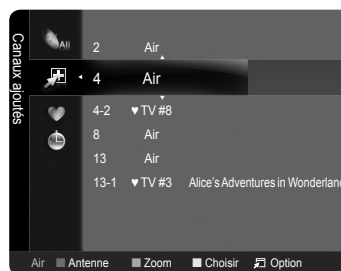 Canaux ajoutés
All
2 Air
4 Air
4-2 ♥ TV #8
8 Air
13 Air
13-1 ♥ TV #3 Alice's Adventures in Wonderland
Air Antenne Zoom Choisir Option